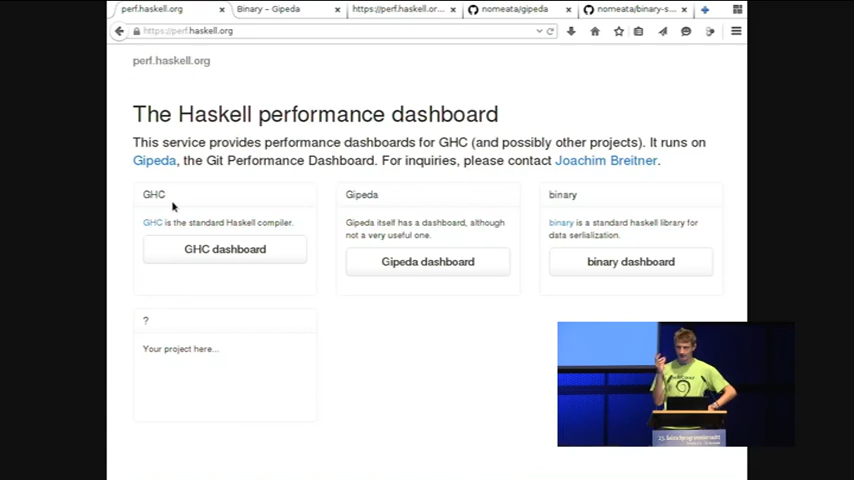 perf.haskell.org
Binary - Gipeda
https://perf.haskell.or...
nomeata/gipeda
nomeata/binary-s...
https://perf.haskell.org
perf.haskell.org
The Haskell performance dashboard
This service provides performance dashboards for GHC (and possibly other projects). It runs on
Gipeda, the Git Performance Dashboard. For inquiries, please contact Joachim Breitner.
GHC
GHC is the standard Haskell compiler.
GHC dashboard
Gipeda
Gipeda itself has a dashboard, although
not a very useful one.
Gipeda dashboard
binary
binary is a standard haskell library for
data serlialization.
binary dashboard
?
Your project here...